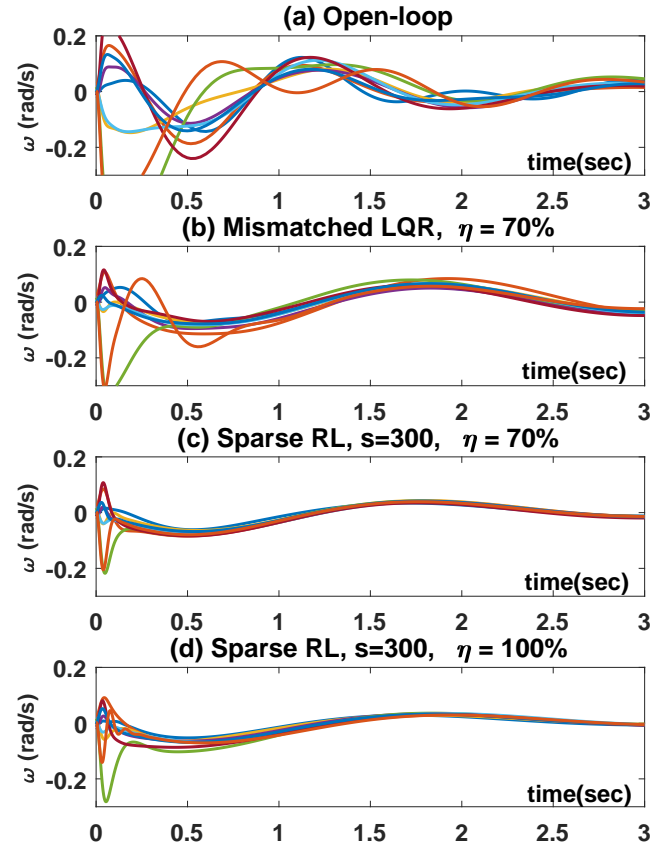 (a) Open-loop
0.2
0
-0.2
ω (rad/s)
time(sec)
0 0.5 1 1.5 2 2.5 3
(b) Mismatched LQR, η = 70%
0.2
0
-0.2
ω (rad/s)
time(sec)
0 0.5 1 1.5 2 2.5 3
(c) Sparse RL, s=300, η = 70%
0.2
0
-0.2
ω (rad/s)
time(sec)
0 0.5 1 1.5 2 2.5 3
(d) Sparse RL, s=300, η = 100%
0.2
0
-0.2
ω (rad/s)
time(sec)
0 0.5 1 1.5 2 2.5 3